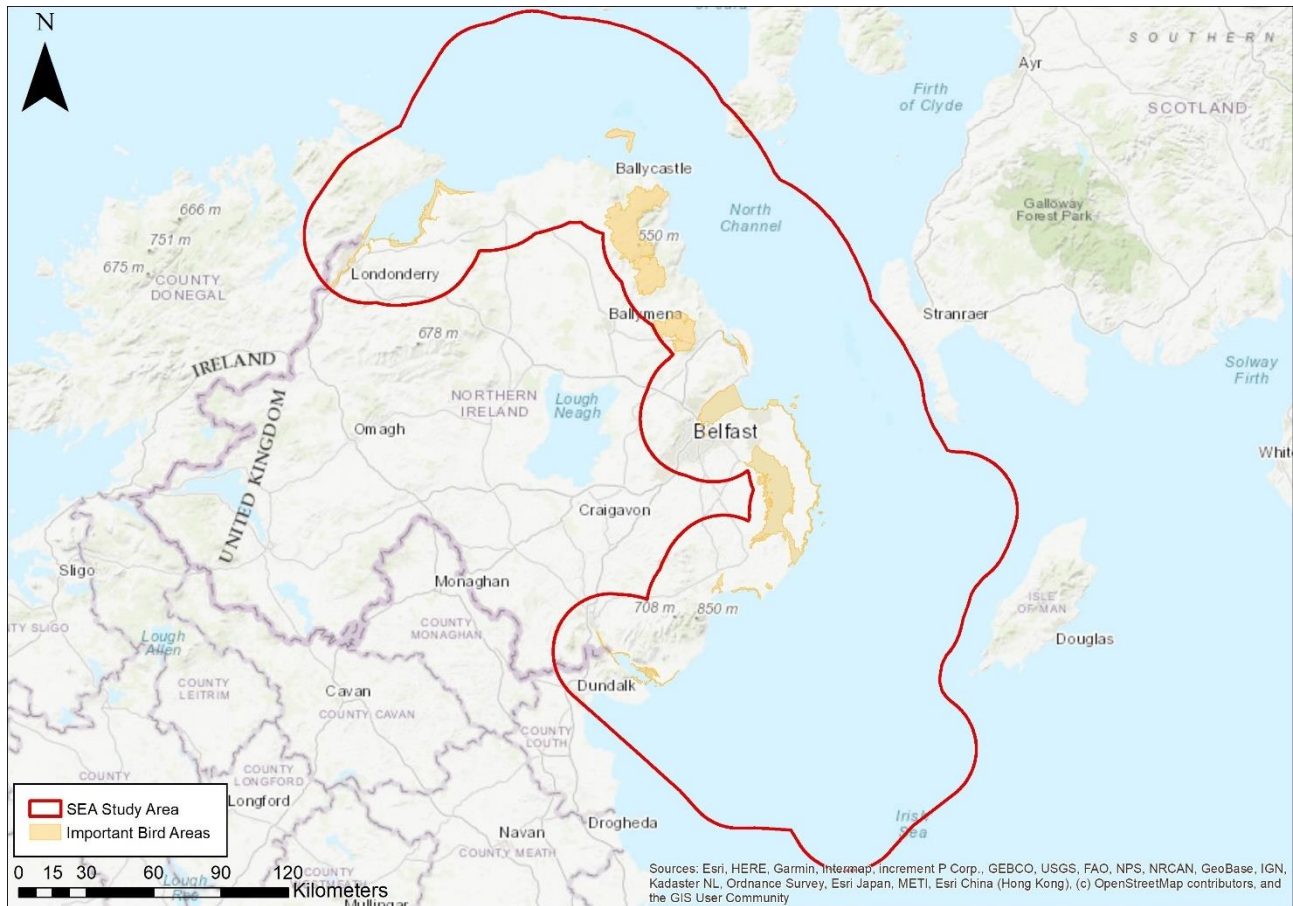 N
SOUTHERN
Ayr
Firth
of Clyde
SCOTLAND
Ballycastle
Galloway
Forest Park
666 m
North
Channel
751 m
550 m
675 m
COUNTY
DONEGAL
Londonderry
Stranraer
Ballymena
678 m
Solway
Firth
IRELAND
NORTHERN
IRELAND
Lough
Neagh
Omagh
Belfast
UNITED KINGDOM
Craigavon
Sligo
Monaghan
708 m
850 m
ISLE
OF MAN
COUNTY
MONAGHAN
Douglas
Lough
Allen
COUNTY
LEITRIM
Cavan
Dundalk
COUNTY CAVAN
COUNTY
LOUTH
COUNTY
COUNTY
LONGFORD
Longford
Drogheda
Navan
COUNTY MEATH
Irish
Sea
SEA Study Area
Important Bird Areas
0 15 30 60 90 120
Kilometers
Lough
Mullingar
Sources: Esri, HERE, Garmin, Intermap, increment P Corp., GEBCO, USGS, FAO, NPS, NRCAN, GeoBase, IGN,
Kadaster NL, Ordnance Survey, Esri Japan, METI, Esri China (Hong Kong), (c) OpenStreetMap contributors, and
the GIS User Community